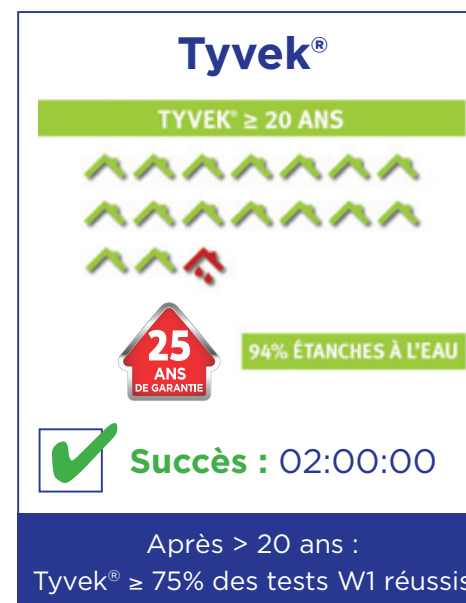 Tyvek®
TYVEK® ≥ 20 ANS
25
ANS
DE GARANTIE
94% ÉTANCHES À L'EAU
Succès : 02:00:00
Après > 20 ans :
Tyvek® ≥ 75% des tests W1 réussis